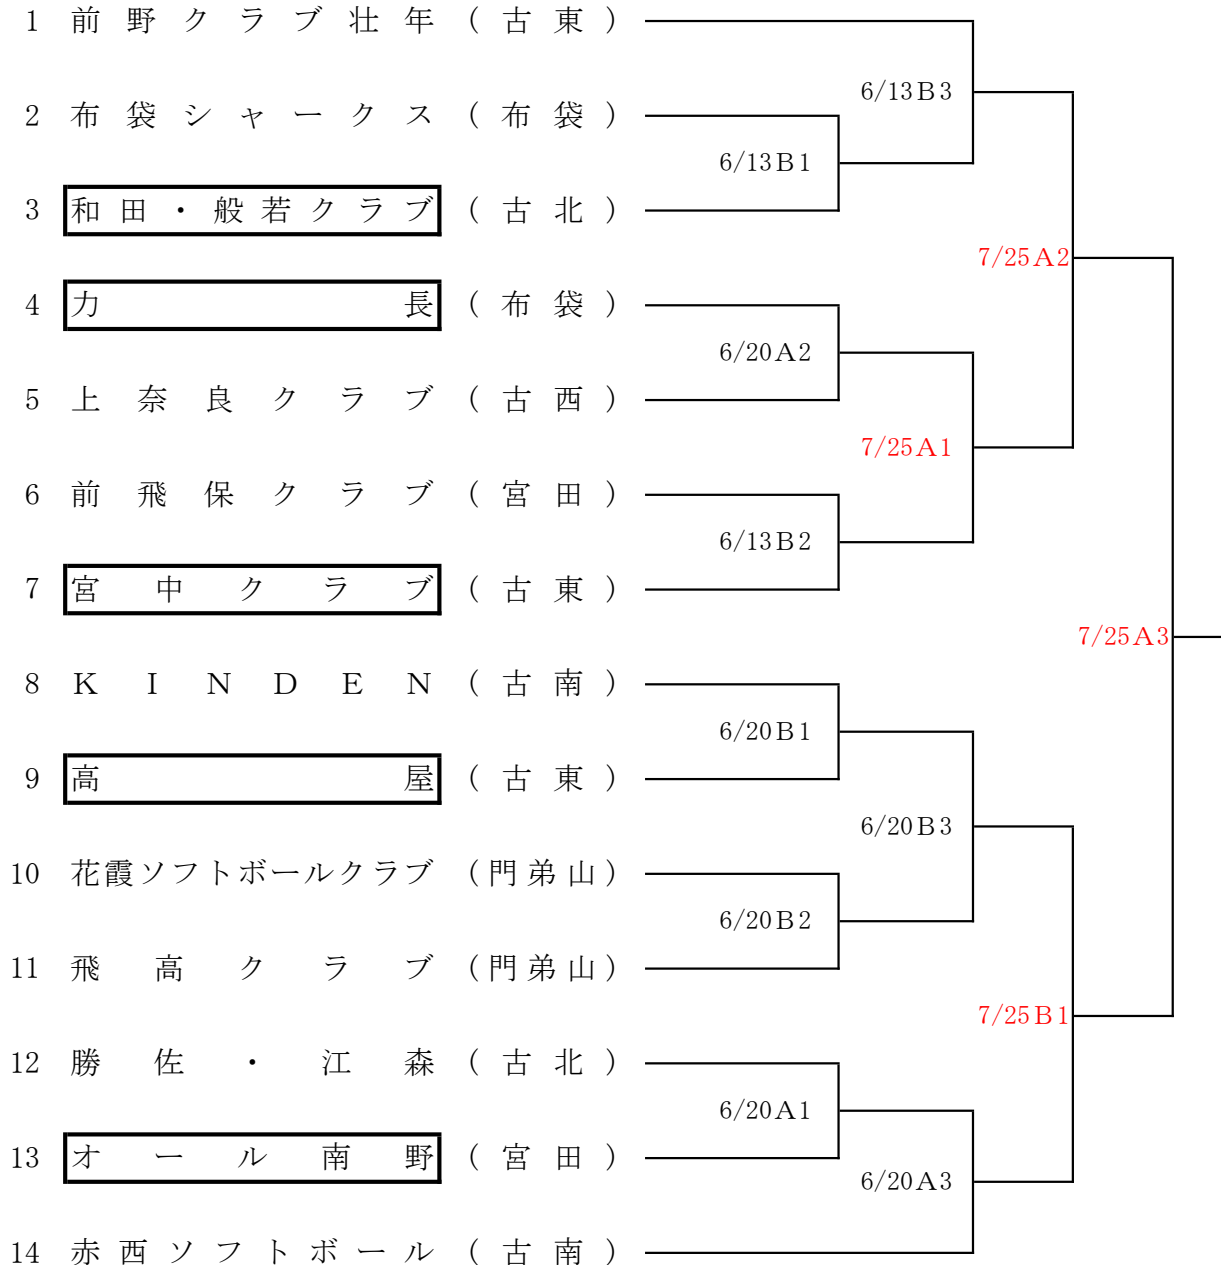 1 前野クラブ壮年 (古東)
6/13B3
2 布袋シャークス (布袋)
6/13B1
3 和田・般若クラブ (古北)
7/25A2
4 力長 (布袋)
6/20A2
5 上奈良クラブ (古西)
7/25A1
6 前飛保クラブ (宮田)
6/13B2
7 宮中クラブ (古東)
7/25A3
8 KINDEN (古南)
6/20B1
9 高屋 (古東)
6/20B3
10 花霞ソフトボールクラブ (門弟山)
6/20B2
11 飛高クラブ (門弟山)
7/25B1
12 勝佐・江森 (古北)
6/20A1
13 オール南野 (宮田)
6/20A3
14 赤西ソフトボール (古南)